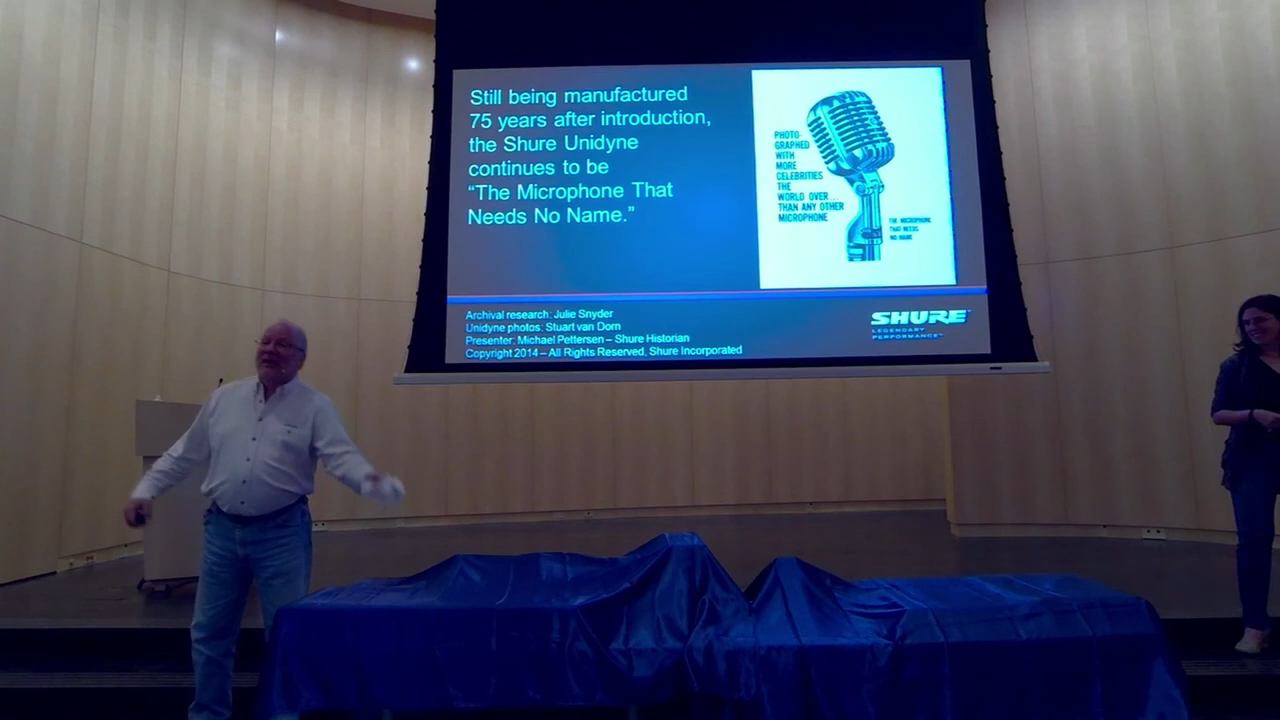 Still being manufactured
75 years after introduction,
the Shure Unidyne
continues to be
“The Microphone That
Needs No Name.”
PHOTO-
GRAPHED
WITH
MORE
CELEBRITIES
THE
WORLD OVER...
THAN ANY OTHER
MICROPHONE
THE MICROPHONE
THAT NEEDS
NO NAME
Archival research: Julie Snyder
Unidyne photos: Stuart van Dorn
Presenter: Michael Pettersen – Shure Historian
Copyright 2014 – All Rights Reserved, Shure Incorporated
SHURE
LEGENDARY
PERFORMANCE™